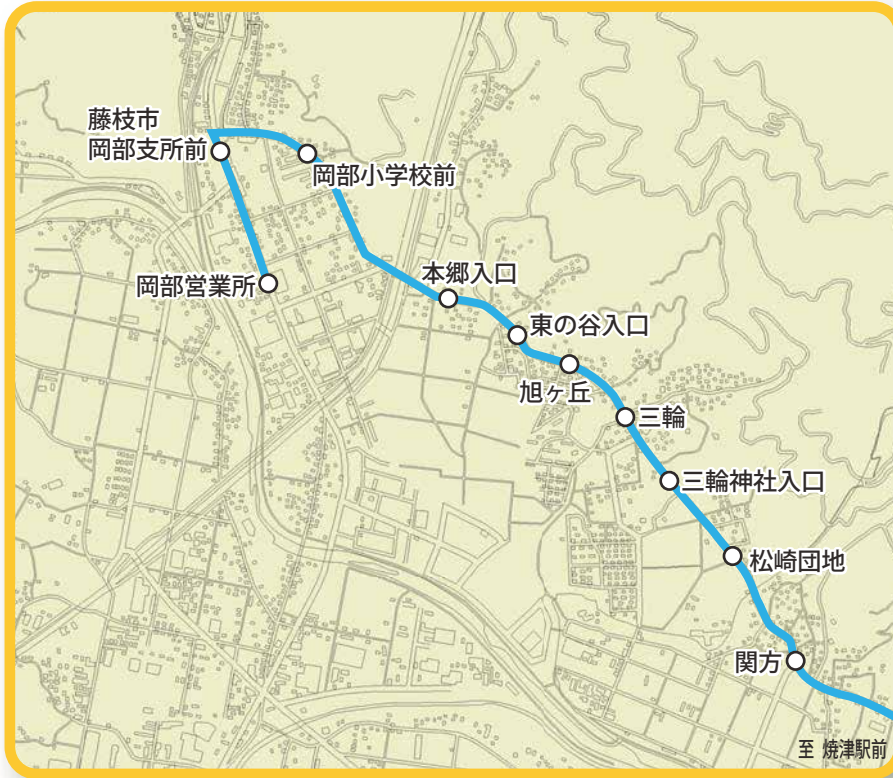 藤枝市
岡部支所前
岡部小学校前
岡部営業所
本郷入口
東の谷入口
旭ヶ丘
三輪
三輪神社入口
松崎団地
関方
至 焼津駅前